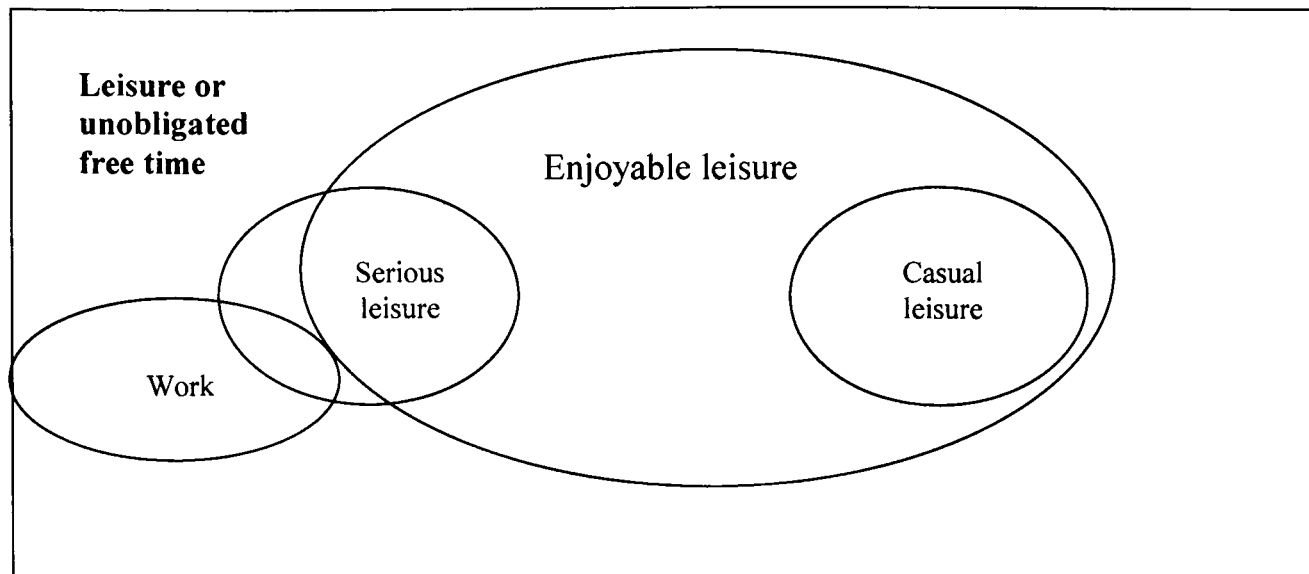 Leisure or
unobligated
free time
Enjoyable leisure
Serious
leisure
Casual
leisure
Work